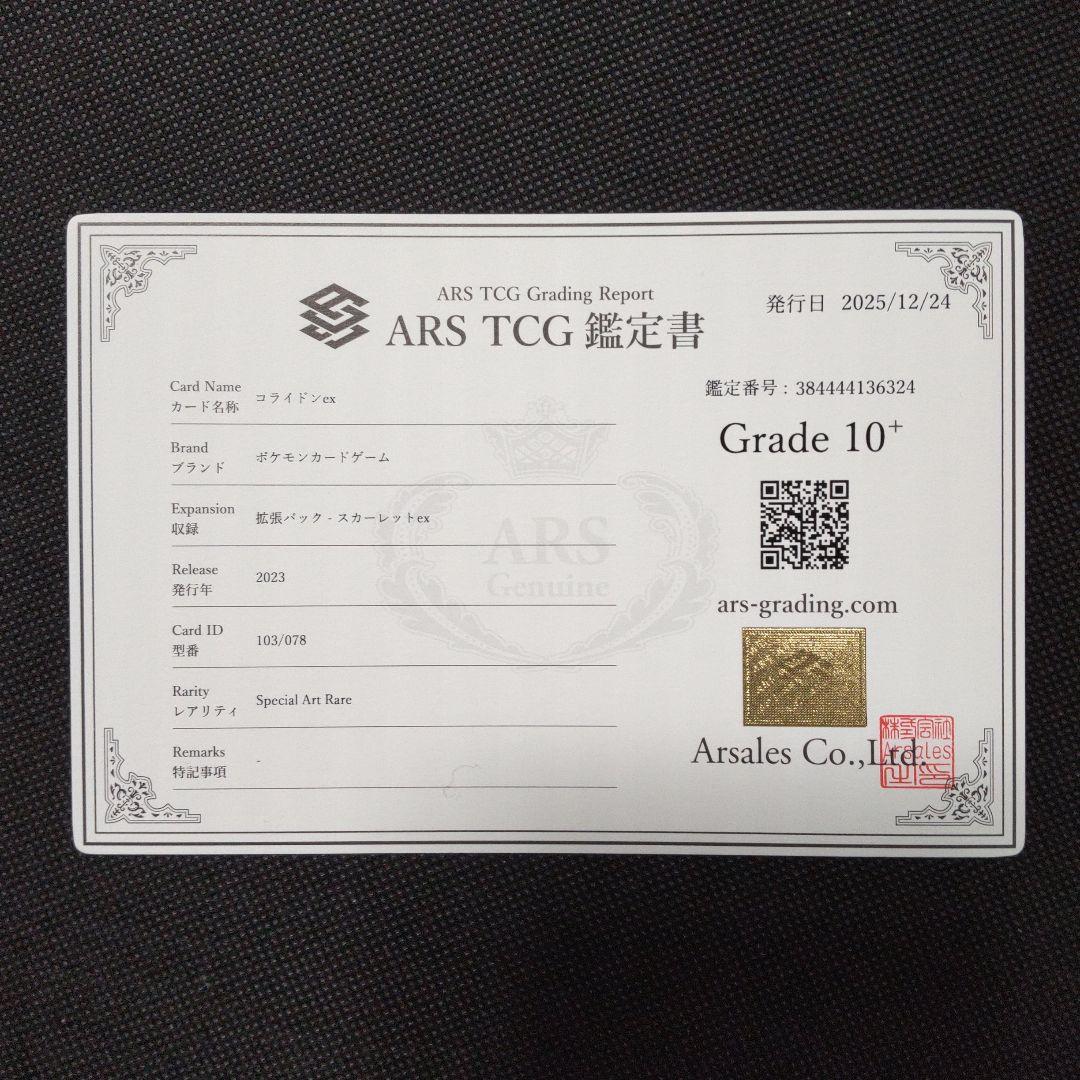 ARS TCG Grading Report
ARS TCG 鑑定書
発行日 2025/12/24
Card Name
カード名称
コライドンex
Brand
ブランド
ポケモンカードゲーム
Expansion
収録
拡張パック - スカーレットex
Release
発行年
2023
Card ID
型番
103/078
Rarity
レアリティ
Special Art Rare
Remarks
特記事項
-
ARS
Genuine
鑑定番号 : 384444136324
Grade 10+
ars-grading.com
Arsales Co.,Ltd.
株式会社
Arsales